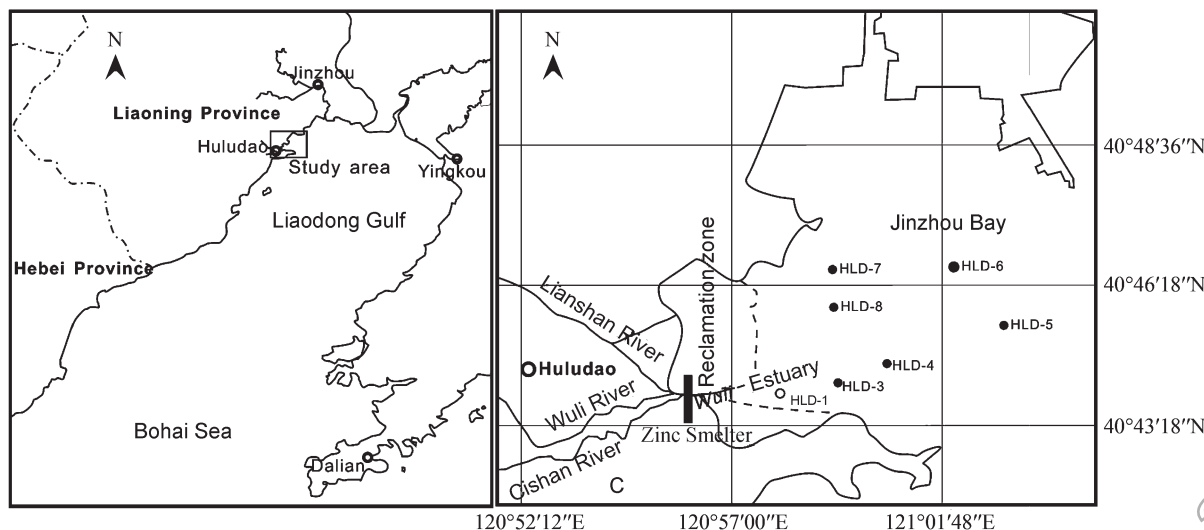 N
Jinzhou
Liaoning Province
Huludao
Study area
Yingkou
Liaodong Gulf
Hebei Province
Bohai Sea
Dalian
N
40°48′36″N
Jinzhou Bay
Reclamation zone
HLD-7
HLD-6
40°46′18″N
Lianshan River
HLD-8
HLD-5
Huludao
HLD-4
Wuli Estuary
HLD-3
HLD-1
Wuli River
40°43′18″N
Zinc Smelter
Cishan River
C
120°52′12″E
120°57′00″E
121°01′48″E